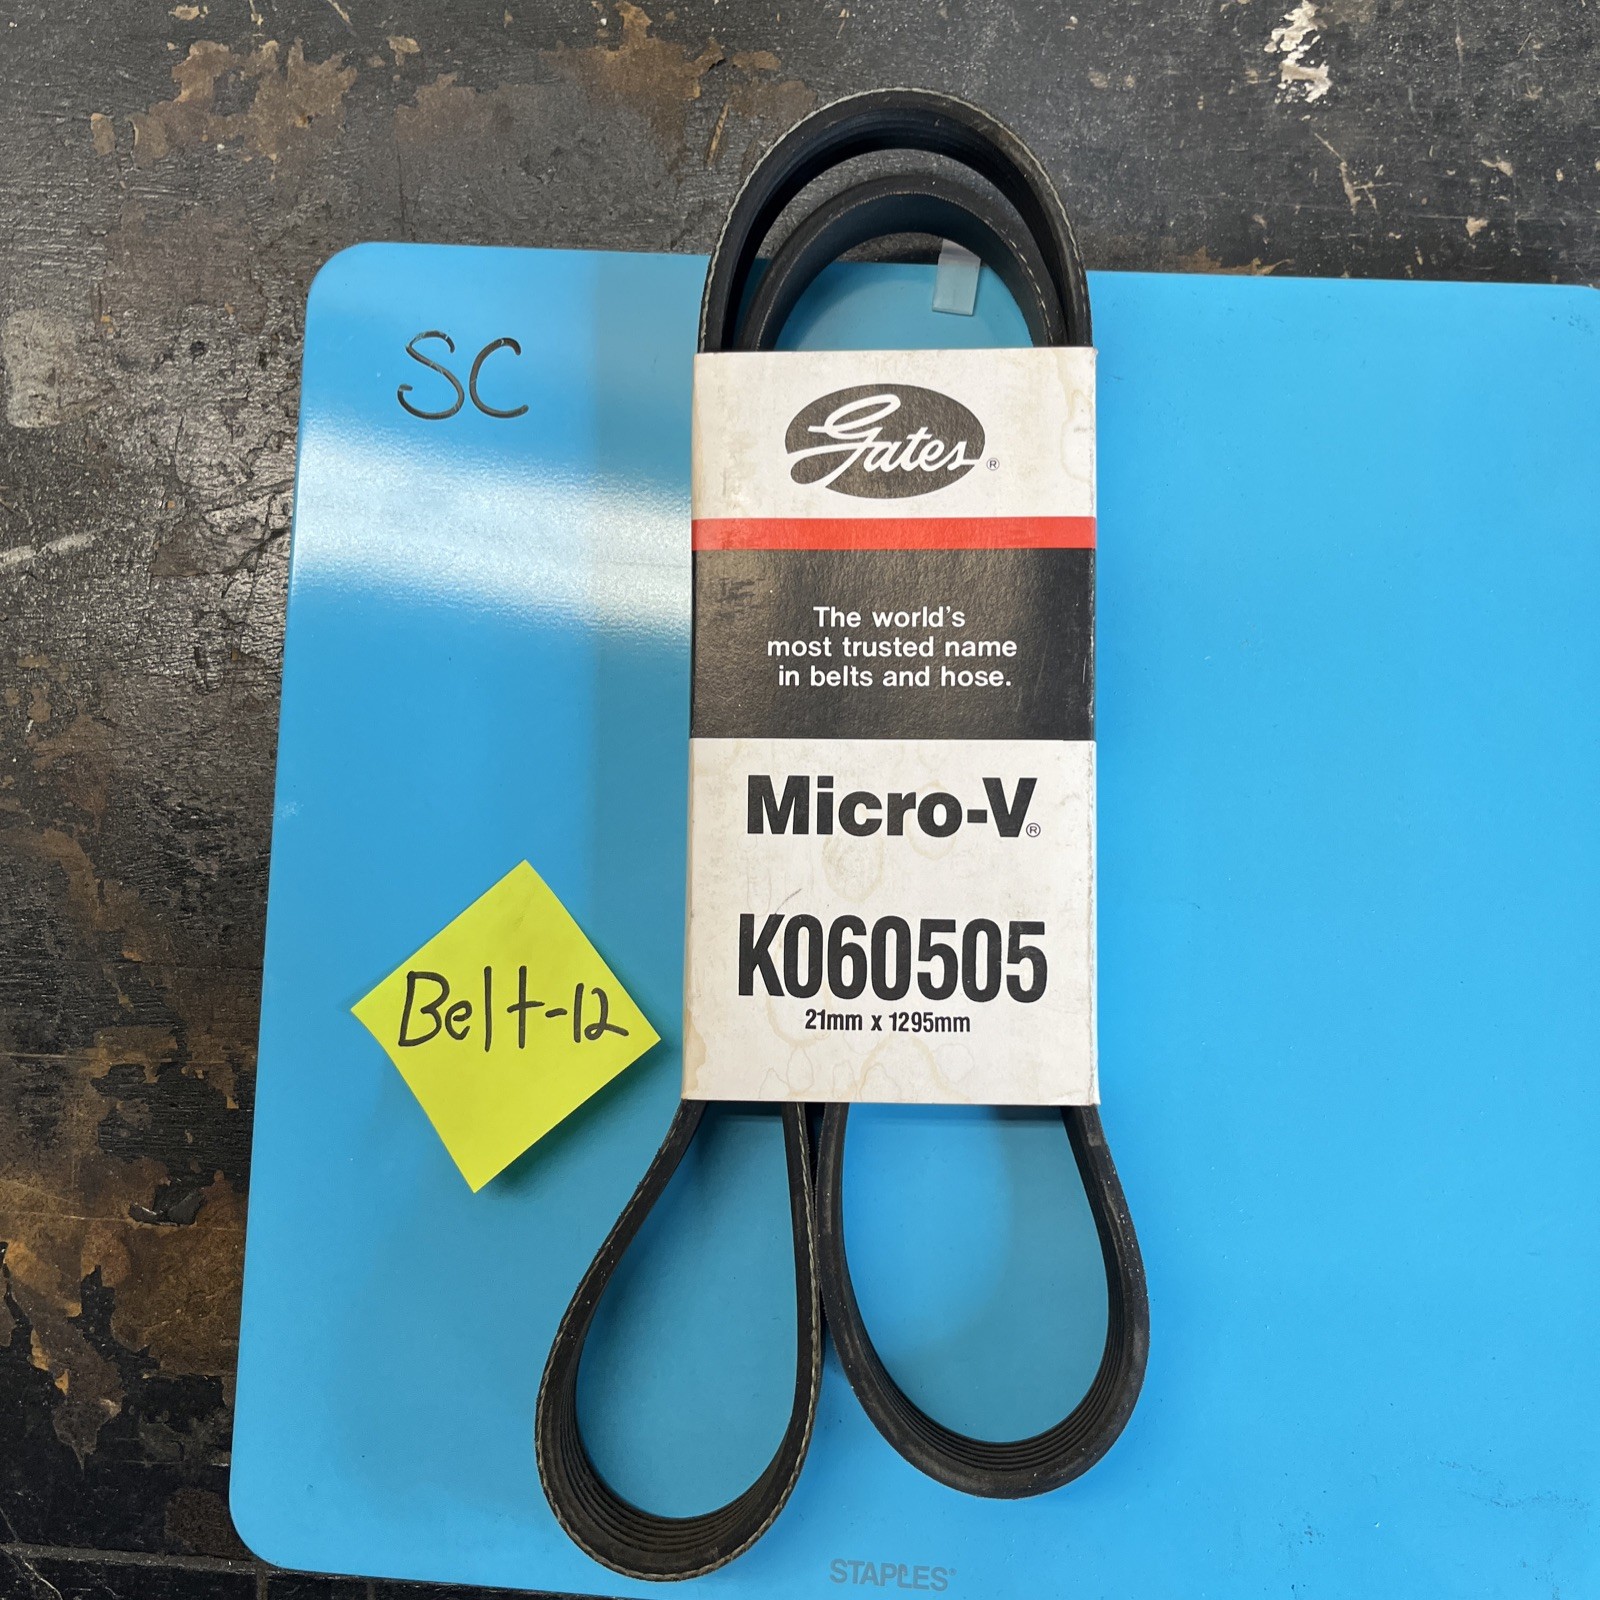 SC
Gates®
The world's
most trusted name
in belts and hose.
Micro-V®
K060505
21mm x 1295mm
Belt-12
STAPLES®